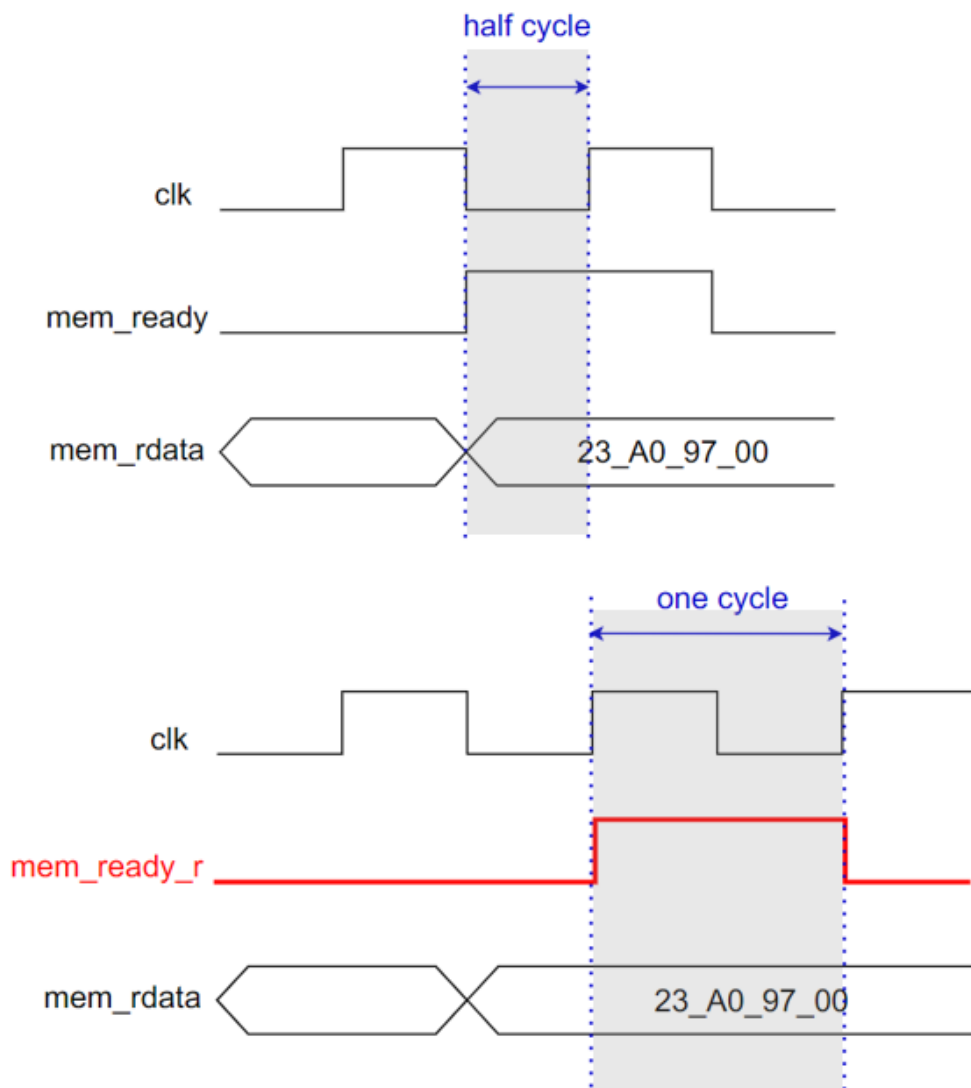 half cycle
clk
mem_ready
mem_rdata
23_A0_97_00
one cycle
clk
mem_ready_r
mem_rdata
23_A0_97_00